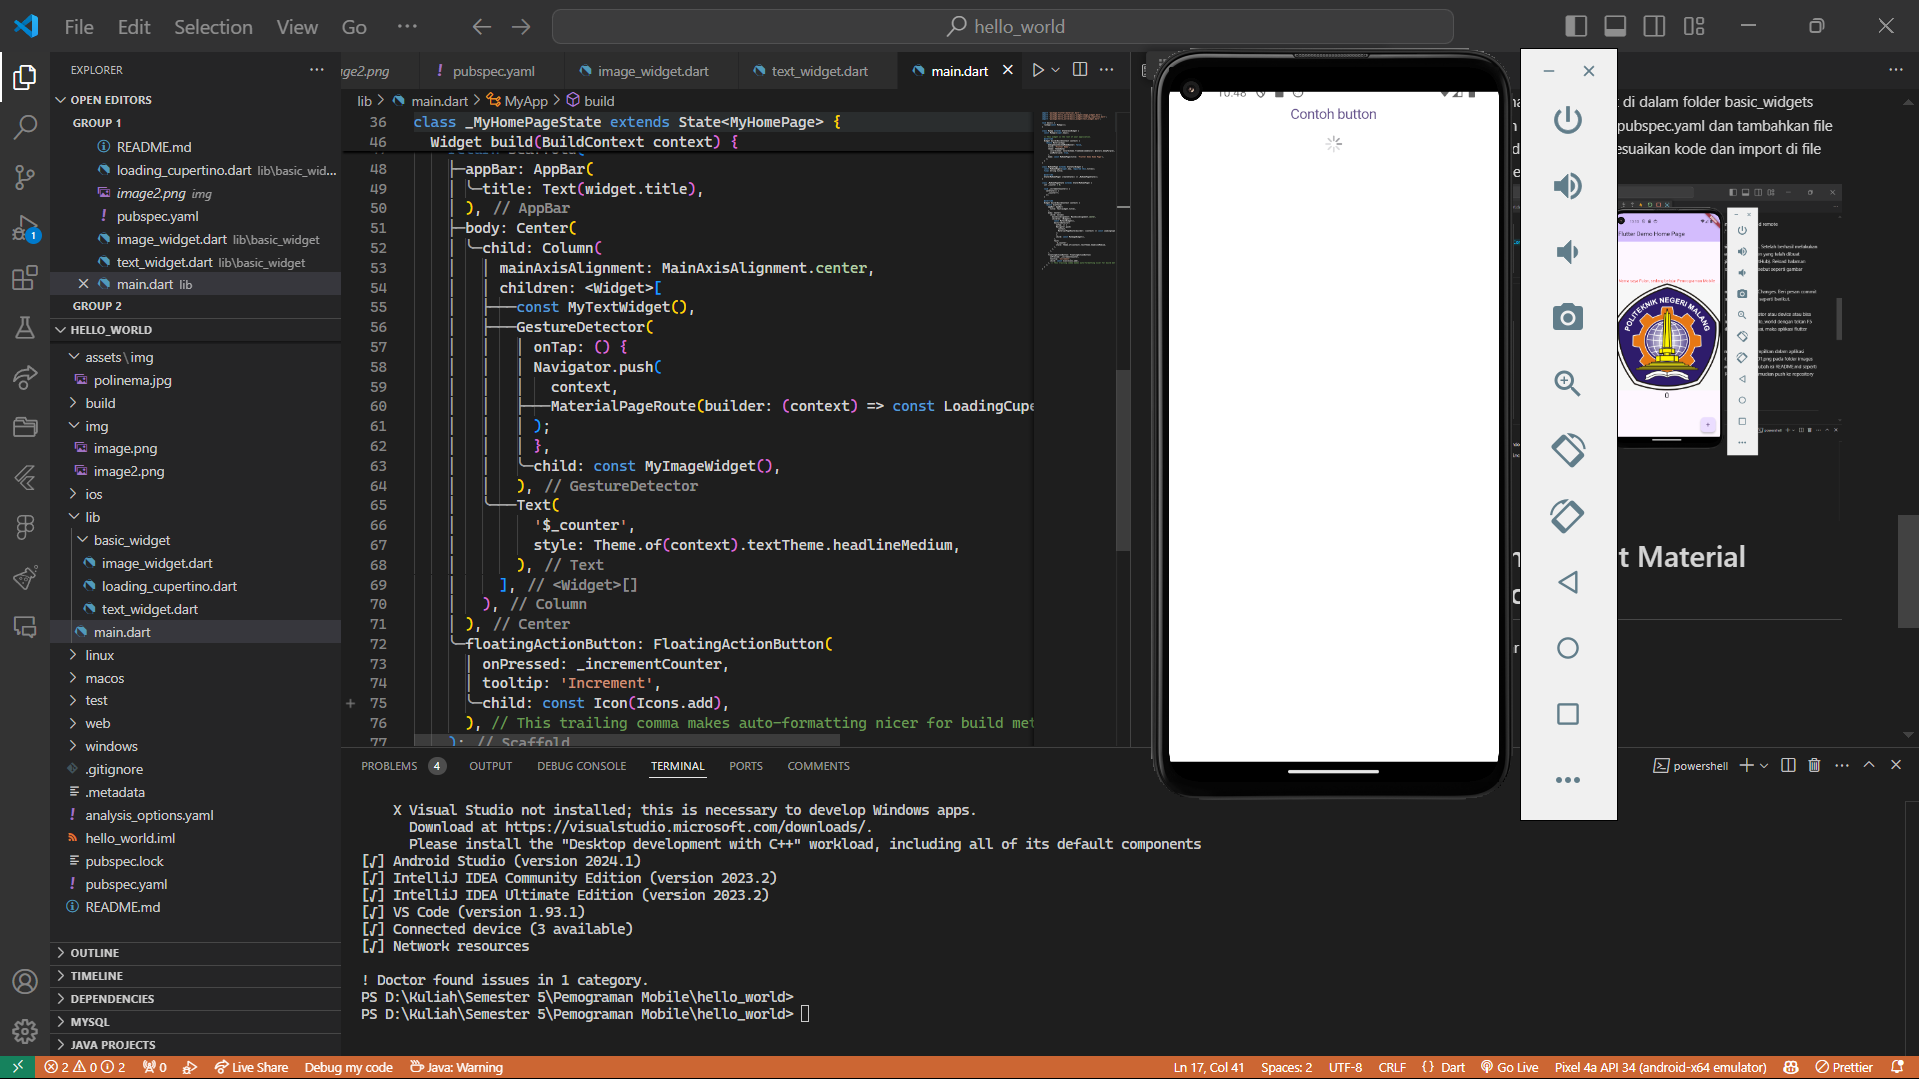 File Edit Selection View Go ··· hello_world
EXPLORER
OPEN EDITORS
GROUP 1
README.md
loading_cupertino.dart lib\basic_wid...
image2.png img
pubspec.yaml
image_widget.dart lib\basic_widget
text_widget.dart lib\basic_widget
main.dart lib
GROUP 2
HELLO_WORLD
assets\img
polinema.jpg
build
img
image.png
image2.png
ios
lib
basic_widget
image_widget.dart
loading_cupertino.dart
text_widget.dart
main.dart
linux
macos
test
web
windows
.gitignore
.metadata
analysis_options.yaml
hello_world.iml
pubspec.lock
pubspec.yaml
README.md
OUTLINE
TIMELINE
DEPENDENCIES
MYSQL
JAVA PROJECTS
age2.png pubspec.yaml image_widget.dart text_widget.dart main.dart
lib > main.dart > MyApp > build
36 class _MyHomePageState extends State<MyHomePage> {
46 Widget build(BuildContext context) {
48 appBar: AppBar(
49 title: Text(widget.title),
50 ), // AppBar
51 body: Center(
52 child: Column(
53 mainAxisAlignment: MainAxisAlignment.center,
54 children: <Widget>[
55 const MyTextWidget(),
56 GestureDetector(
57 onTap: () {
58 Navigator.push(
59 context,
60 MaterialPageRoute(builder: (context) => const LoadingCupe
61 );
62 },
63 child: const MyImageWidget(),
64 ), // GestureDetector
65 Text(
66 '$_counter',
67 style: Theme.of(context).textTheme.headlineMedium,
68 ), // Text
69 ], // <Widget>[]
70 ), // Column
71 ), // Center
72 floatingActionButton: FloatingActionButton(
73 onPressed: _incrementCounter,
74 tooltip: 'Increment',
75 child: const Icon(Icons.add),
76 ), // This trailing comma makes auto-formatting nicer for build met
77 ); // Scaffold
10:48
Contoh button
t di dalam folder basic_widgets
pubspec.yaml dan tambahkan file
esuaikan kode dan import di file
Flutter Demo Home Page
POLITEKNIK NEGERI MALANG
0
t Material
PROBLEMS 4 OUTPUT DEBUG CONSOLE TERMINAL PORTS COMMENTS
powershell
X Visual Studio not installed; this is necessary to develop Windows apps.
Download at https://visualstudio.microsoft.com/downloads/.
Please install the "Desktop development with C++" workload, including all of its default components
[√] Android Studio (version 2024.1)
[√] IntelliJ IDEA Community Edition (version 2023.2)
[√] IntelliJ IDEA Ultimate Edition (version 2023.2)
[√] VS Code (version 1.93.1)
[√] Connected device (3 available)
[√] Network resources
! Doctor found issues in 1 category.
PS D:\Kuliah\Semester 5\Pemograman Mobile\hello_world>
PS D:\Kuliah\Semester 5\Pemograman Mobile\hello_world>
2 0 2 0 Live Share Debug my code Java: Warning Ln 17, Col 41 Spaces: 2 UTF-8 CRLF {} Dart Go Live Pixel 4a API 34 (android-x64 emulator) Prettier